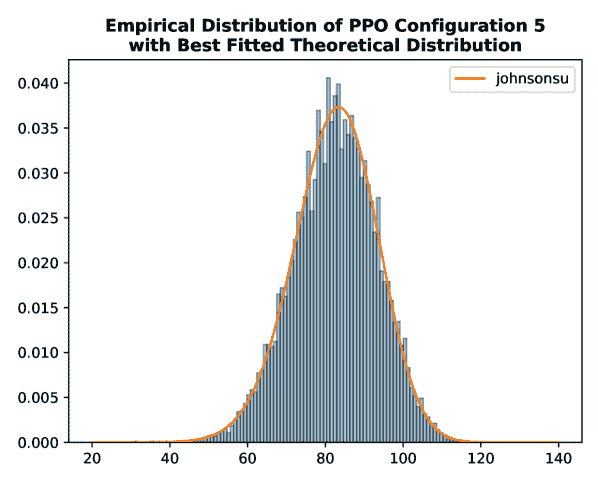 Empirical Distribution of PPO Configuration 5
with Best Fitted Theoretical Distribution
johnsonsu
0.040
0.035
0.030
0.025
0.020
0.015
0.010
0.005
0.000
20 40 60 80 100 120 140